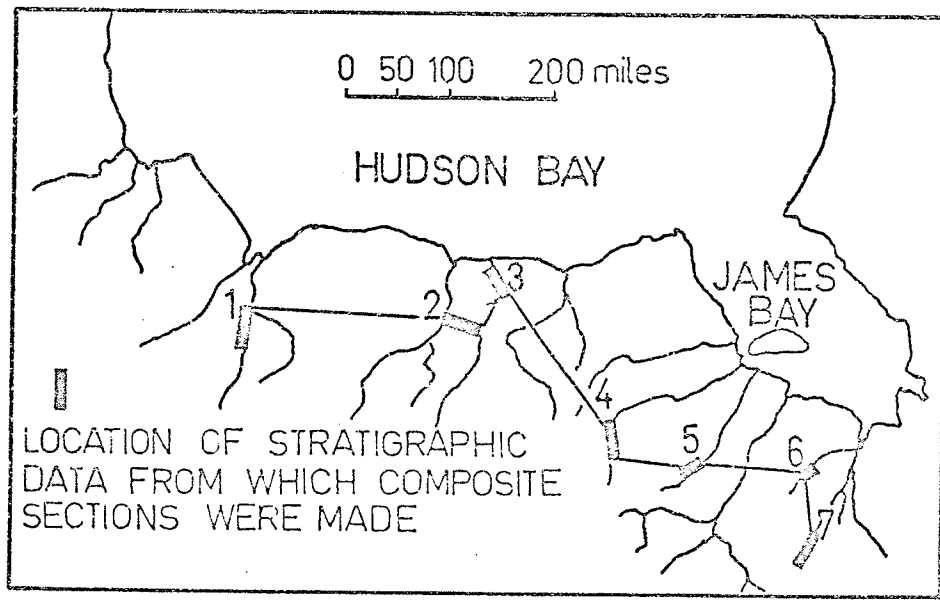 0 50 100 200 miles
HUDSON BAY
JAMES
BAY
1
2
3
4
5
6
7
LOCATION OF STRATIGRAPHIC
DATA FROM WHICH COMPOSITE
SECTIONS WERE MADE